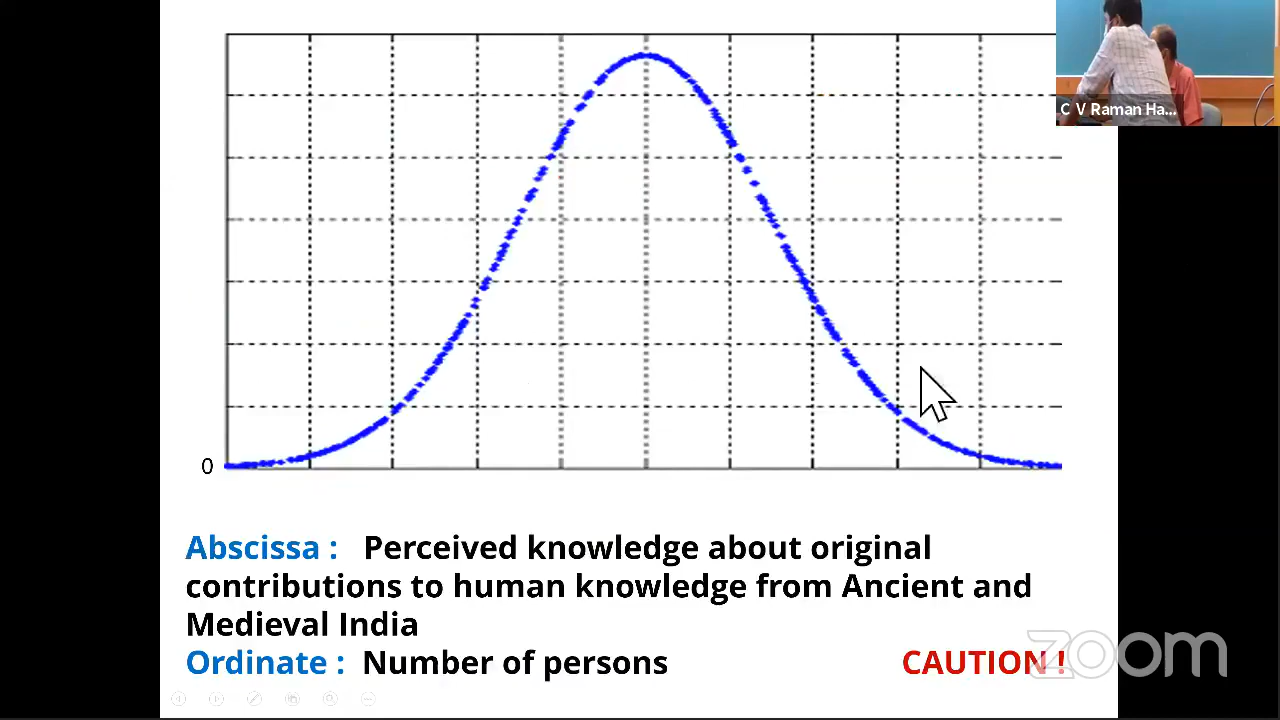 C V Raman Ha...
0
Abscissa : Perceived knowledge about original
contributions to human knowledge from Ancient and
Medieval India
Ordinate : Number of persons
CAUTION !
zoom